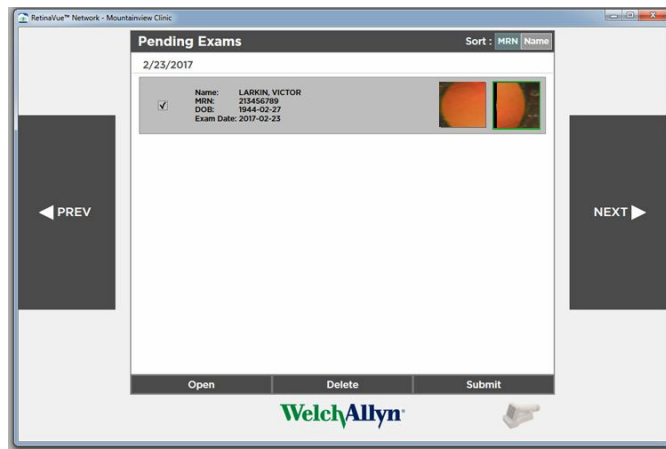 RetinaVue™ Network - Mountainview Clinic
Pending Exams Sort : MRN Name
2/23/2017
Name: LARKIN, VICTOR
MRN: 213456789
DOB: 1944-02-27
Exam Date: 2017-02-23
PREV
NEXT
Open Delete Submit
WelchAllyn